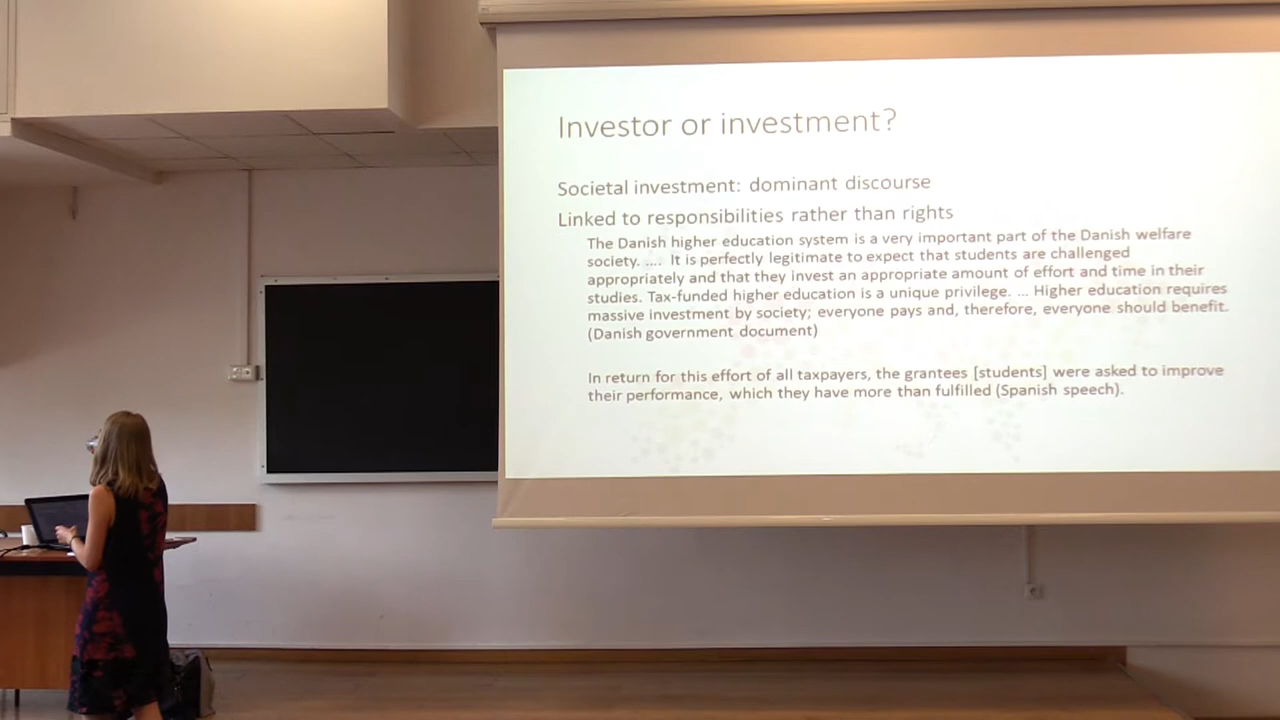 Investor or investment?
Societal investment: dominant discourse
Linked to responsibilities rather than rights
The Danish higher education system is a very important part of the Danish welfare
society. .... It is perfectly legitimate to expect that students are challenged
appropriately and that they invest an appropriate amount of effort and time in their
studies. Tax-funded higher education is a unique privilege. ... Higher education requires
massive investment by society; everyone pays and, therefore, everyone should benefit.
(Danish government document)
In return for this effort of all taxpayers, the grantees [students] were asked to improve
their performance, which they have more than fulfilled (Spanish speech).